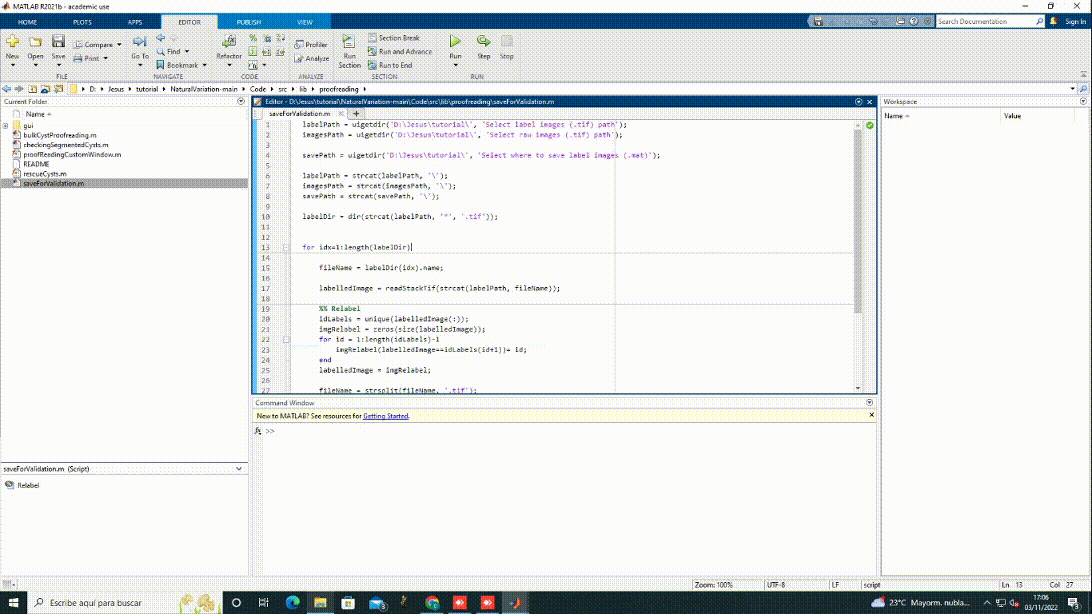 MATLAB R2021b - academic use
HOME PLOTS APPS EDITOR PUBLISH VIEW Search Documentation Sign In
New Open Save Compare Print Go To Find Bookmark Refactor Profiler Analyze Run Section Section Break Run and Advance Run to End Run Step Stop
FILE NAVIGATE CODE ANALYZE SECTION RUN
D: ▸ Jesus ▸ tutorial ▸ NaturalVariation-main ▸ Code ▸ src ▸ lib ▸ proofreading ▸
Current Folder
Name
gui
bulkCystProofreading.m
checkingSegmentedCysts.m
proofReadingCustomWindow.m
README
rescueCysts.m
saveForValidation.m
saveForValidation.m (Script)
Relabel
Editor - D:\Jesus\tutorial\NaturalVariation-main\Code\src\lib\proofreading\saveForValidation.m
saveForValidation.m
1 labelPath = uigetdir('D:\Jesus\tutorial\', 'Select label images (.tif) path');
2 imagesPath = uigetdir('D:\Jesus\tutorial\', 'Select raw images (.tif) path');
3
4 savePath = uigetdir('D:\Jesus\tutorial\', 'Select where to save label images (.mat)');
5
6 labelPath = strcat(labelPath, '\');
7 imagesPath = strcat(imagesPath, '\');
8 savePath = strcat(savePath, '\');
9
10 labelDir = dir(strcat(labelPath, '*', '.tif'));
11
12
13 for idx=1:length(labelDir)
14
15 fileName = labelDir(idx).name;
16
17 labelledImage = readStackTif(strcat(labelPath, fileName));
18
19 %% Relabel
20 idLabels = unique(labelledImage(:));
21 imgRelabel = zeros(size(labelledImage));
22 for id = 1:length(idLabels)-1
23 imgRelabel(labelledImage==idLabels(id+1))= id;
24 end
25 labelledImage = imgRelabel;
26
27 fileName = strsplit(fileName, '.tif');
Command Window
New to MATLAB? See resources for Getting Started.
fx >>
Workspace
Name Value
Zoom: 100% UTF-8 LF script Ln 13 Col 27
Escribe aquí para buscar
23°C Mayorm. nubla...
17:06
03/11/2022